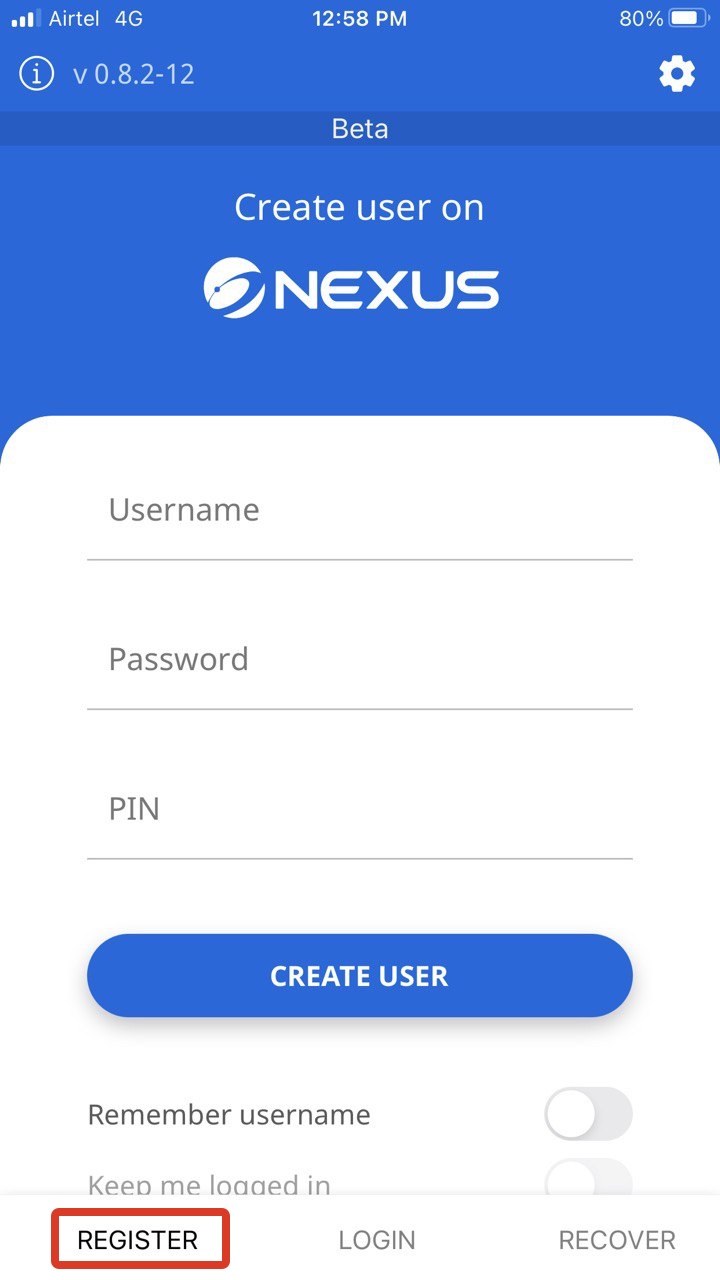 Airtel 4G 12:58 PM 80%
v 0.8.2-12
Beta
Create user on
NEXUS
Username
Password
PIN
CREATE USER
Remember username
Keep me logged in
REGISTER LOGIN RECOVER